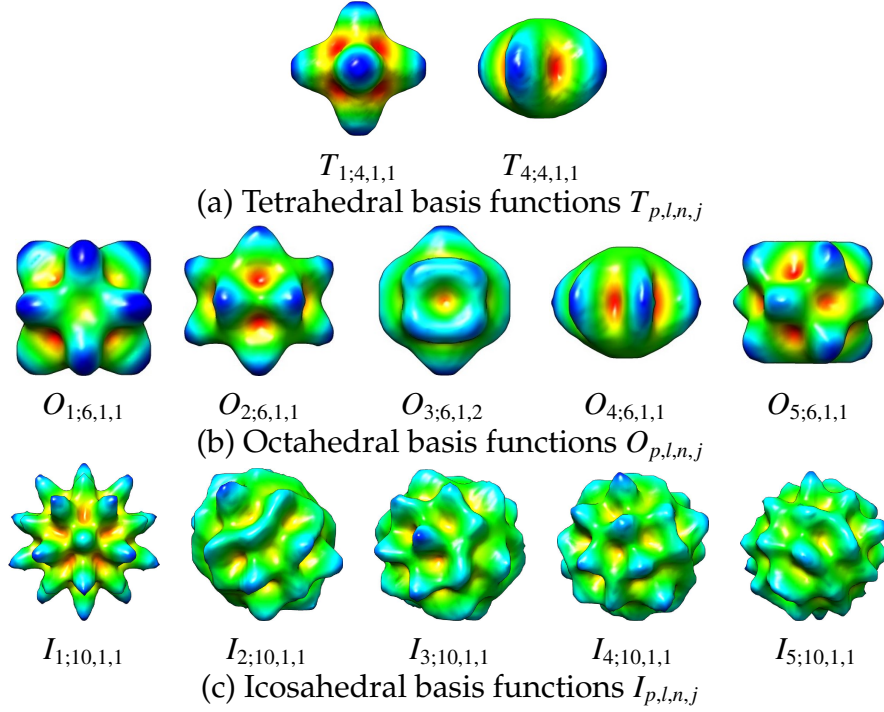 T₁;₄,₁,₁ T₄;₄,₁,₁
(a) Tetrahedral basis functions Tₚ,ₗ,ₙ,ⱼ
O₁;₆,₁,₁ O₂;₆,₁,₁ O₃;₆,₁,₂ O₄;₆,₁,₁ O₅;₆,₁,₁
(b) Octahedral basis functions Oₚ,ₗ,ₙ,ⱼ
I₁;₁₀,₁,₁ I₂;₁₀,₁,₁ I₃;₁₀,₁,₁ I₄;₁₀,₁,₁ I₅;₁₀,₁,₁
(c) Icosahedral basis functions Iₚ,ₗ,ₙ,ⱼ